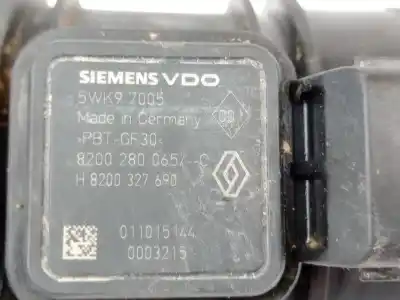 SIEMENS VDO
5WK9 7005
Made in Germany
>PBT-GF30<
8200 280 065/--C
H 8200 327 690
011015144
0003215